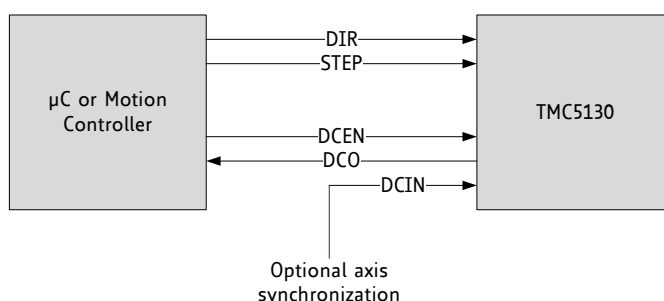 DIR
STEP
µC or Motion
Controller
TMC5130
DCEN
DCO
DCIN
Optional axis
synchronization